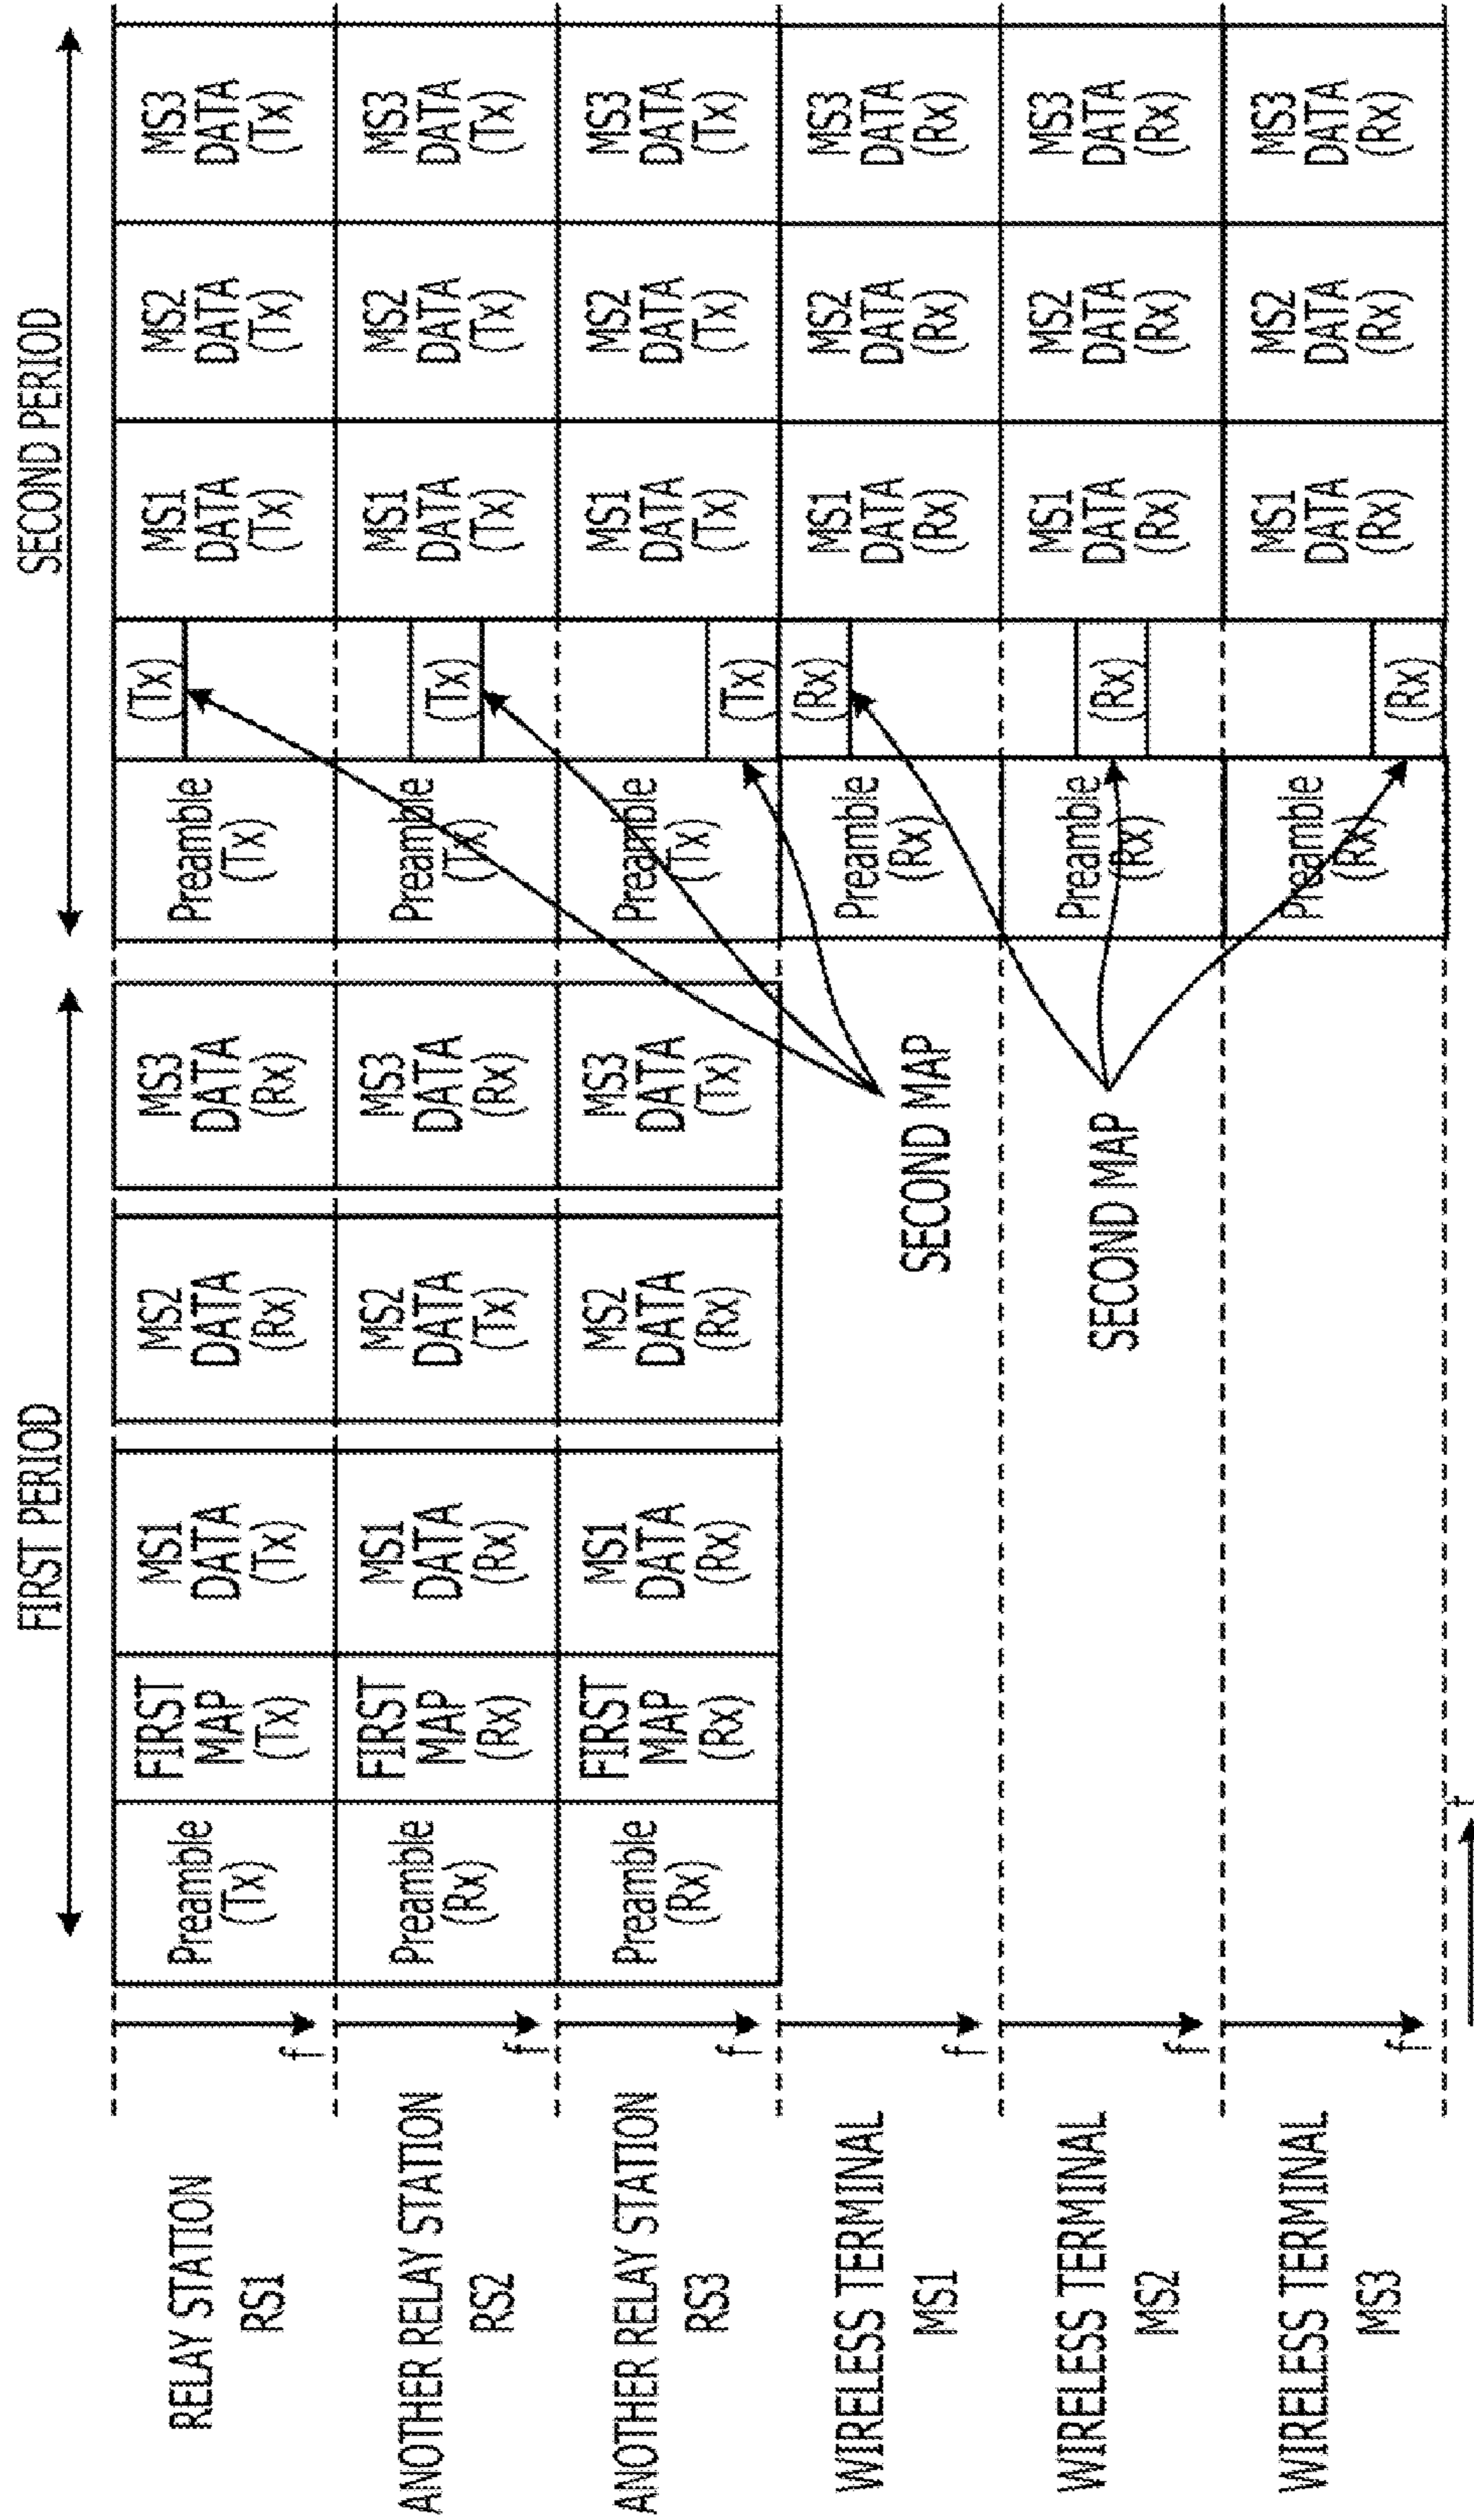 FIRST PERIOD
SECOND PERIOD
RELAY STATION
RS1
f
Preamble
(Tx)
FIRST
MAP
(Tx)
MS1
DATA
(Tx)
MS2
DATA
(Rx)
MS3
DATA
(Rx)
Preamble
(Tx)
(Tx)
MS1
DATA
(Tx)
MS2
DATA
(Tx)
MS3
DATA
(Tx)
ANOTHER RELAY STATION
RS2
f
Preamble
(Rx)
FIRST
MAP
(Rx)
MS1
DATA
(Rx)
MS2
DATA
(Tx)
MS3
DATA
(Rx)
Preamble
(Tx)
(Tx)
MS1
DATA
(Tx)
MS2
DATA
(Tx)
MS3
DATA
(Tx)
ANOTHER RELAY STATION
RS3
f
Preamble
(Rx)
FIRST
MAP
(Rx)
MS1
DATA
(Rx)
MS2
DATA
(Rx)
MS3
DATA
(Tx)
Preamble
(Tx)
(Tx)
MS1
DATA
(Tx)
MS2
DATA
(Tx)
MS3
DATA
(Tx)
WIRELESS TERMINAL
MS1
f
SECOND MAP
Preamble
(Rx)
(Rx)
MS1
DATA
(Rx)
MS2
DATA
(Rx)
MS3
DATA
(Rx)
WIRELESS TERMINAL
MS2
f
SECOND MAP
Preamble
(Rx)
(Rx)
MS1
DATA
(Rx)
MS2
DATA
(Rx)
MS3
DATA
(Rx)
WIRELESS TERMINAL
MS3
f
Preamble
(Rx)
(Rx)
MS1
DATA
(Rx)
MS2
DATA
(Rx)
MS3
DATA
(Rx)